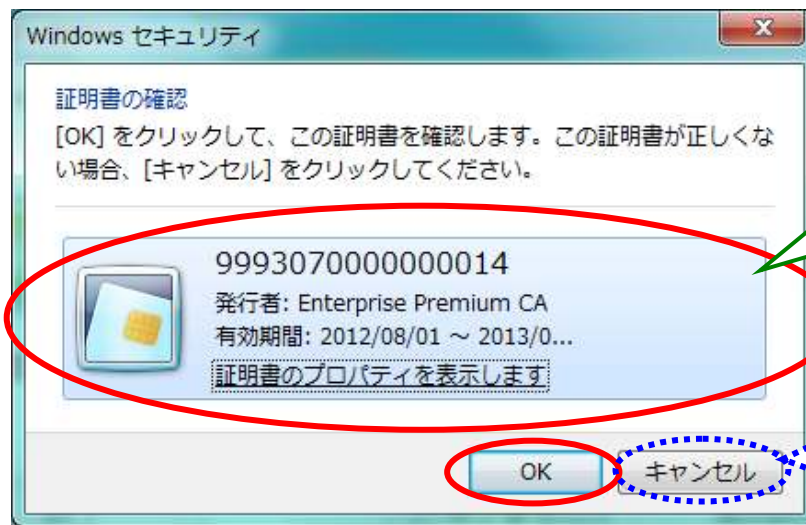 Windows セキュリティ
証明書の確認
[OK] をクリックして、この証明書を確認します。この証明書が正しくな
い場合、[キャンセル] をクリックしてください。
9993070000000014
発行者: Enterprise Premium CA
有効期間: 2012/08/01 ～ 2013/0...
証明書のプロパティを表示します
OK
キャンセル